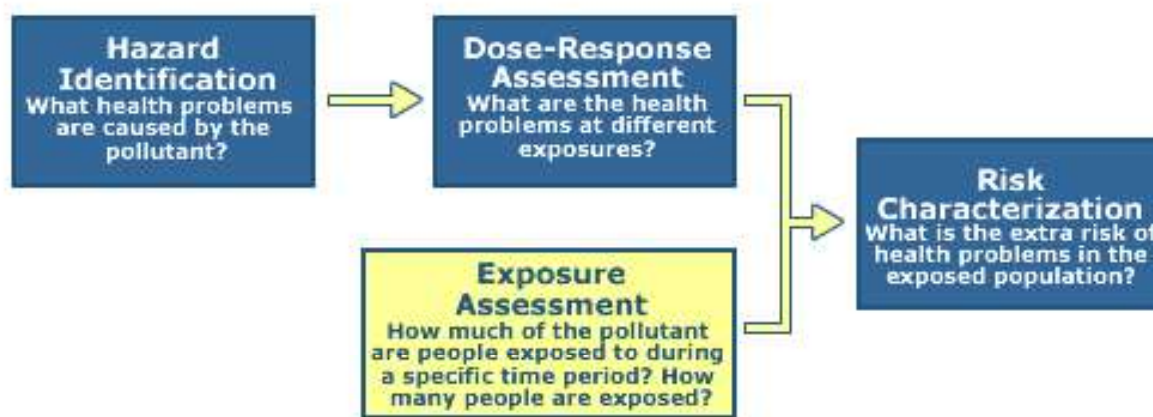 Hazard
Identification
What health problems
are caused by the
pollutant?
Dose-Response
Assessment
What are the health
problems at different
exposures?
Exposure
Assessment
How much of the pollutant
are people exposed to during
a specific time period? How
many people are exposed?
Risk
Characterization
What is the extra risk of
health problems in the
exposed population?